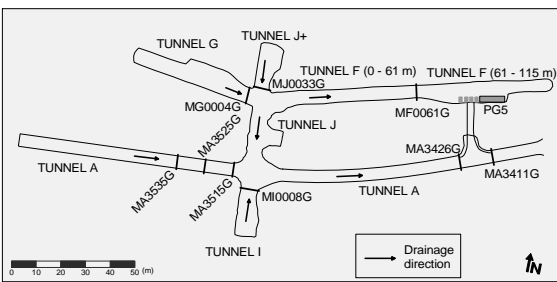 TUNNEL J+
TUNNEL G
TUNNEL F (0 - 61 m)
TUNNEL F (61 - 115 m)
MJ0033G
MG0004G
MF0061G
PG5
MA3525G
TUNNEL J
MA3426G
MA3411G
TUNNEL A
MA3535G
MA3515G
MI0008G
TUNNEL A
TUNNEL I
Drainage
direction
0 10 20 30 40 50 (m)
N